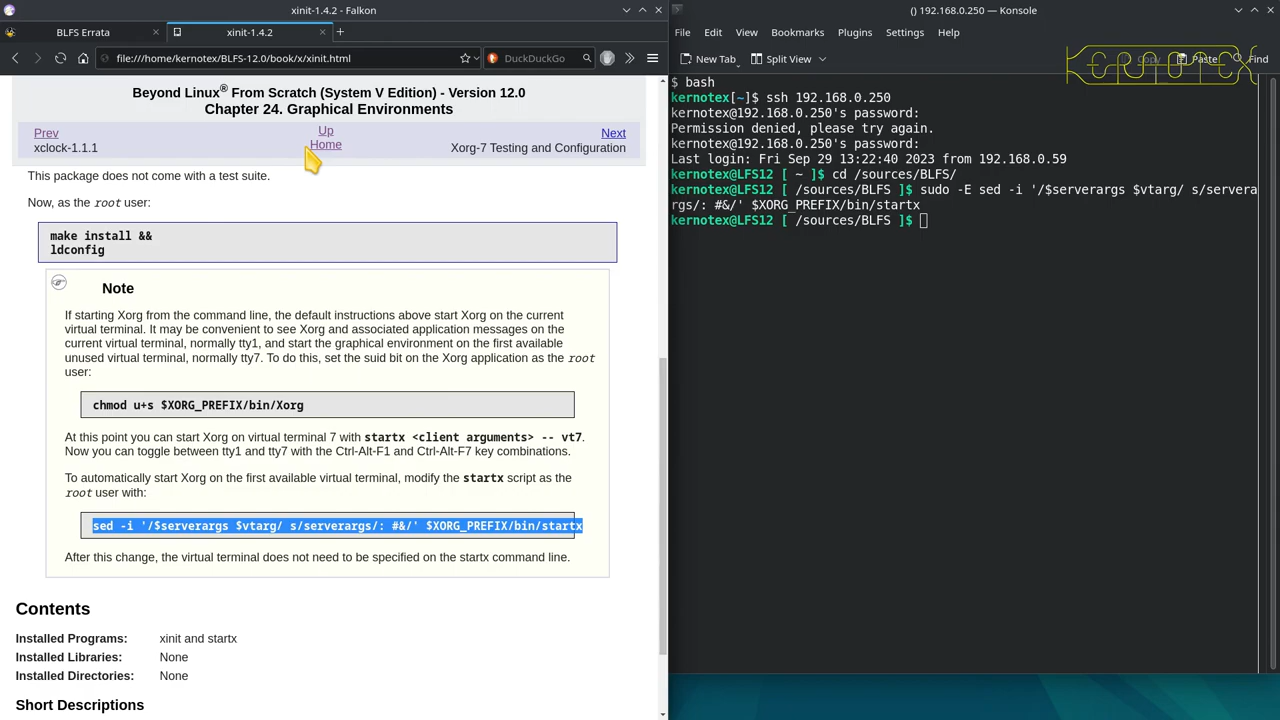 xinit-1.4.2 - Falkon
BLFS Errata
xinit-1.4.2
file:///home/kernotex/BLFS-12.0/book/x/xinit.html
DuckDuckGo
Beyond Linux® From Scratch (System V Edition) - Version 12.0
Chapter 24. Graphical Environments
Prev Up Next
xclock-1.1.1 Home Xorg-7 Testing and Configuration
This package does not come with a test suite.
Now, as the root user:
make install &&
ldconfig
Note
If starting Xorg from the command line, the default instructions above start Xorg on the current
virtual terminal. It may be convenient to see Xorg and associated application messages on the
current virtual terminal, normally tty1, and start the graphical environment on the first available
unused virtual terminal, normally tty7. To do this, set the suid bit on the Xorg application as the root
user:
chmod u+s $XORG_PREFIX/bin/Xorg
At this point you can start Xorg on virtual terminal 7 with startx <client arguments> -- vt7.
Now you can toggle between tty1 and tty7 with the Ctrl-Alt-F1 and Ctrl-Alt-F7 key combinations.
To automatically start Xorg on the first available virtual terminal, modify the startx script as the
root user with:
sed -i '/$serverargs $vtarg/ s/serverargs/: #&/' $XORG_PREFIX/bin/startx
After this change, the virtual terminal does not need to be specified on the startx command line.
Contents
Installed Programs: xinit and startx
Installed Libraries: None
Installed Directories: None
Short Descriptions
() 192.168.0.250 — Konsole
File Edit View Bookmarks Plugins Settings Help
New Tab Split View Copy Paste Find
KERNOTEX
$ bash
kernotex[~]$ ssh 192.168.0.250
kernotex@192.168.0.250's password:
Permission denied, please try again.
kernotex@192.168.0.250's password:
Last login: Fri Sep 29 13:22:40 2023 from 192.168.0.59
kernotex@LFS12 [ ~ ]$ cd /sources/BLFS/
kernotex@LFS12 [ /sources/BLFS ]$ sudo -E sed -i '/$serverargs $vtarg/ s/servera
rgs/: #&/' $XORG_PREFIX/bin/startx
kernotex@LFS12 [ /sources/BLFS ]$